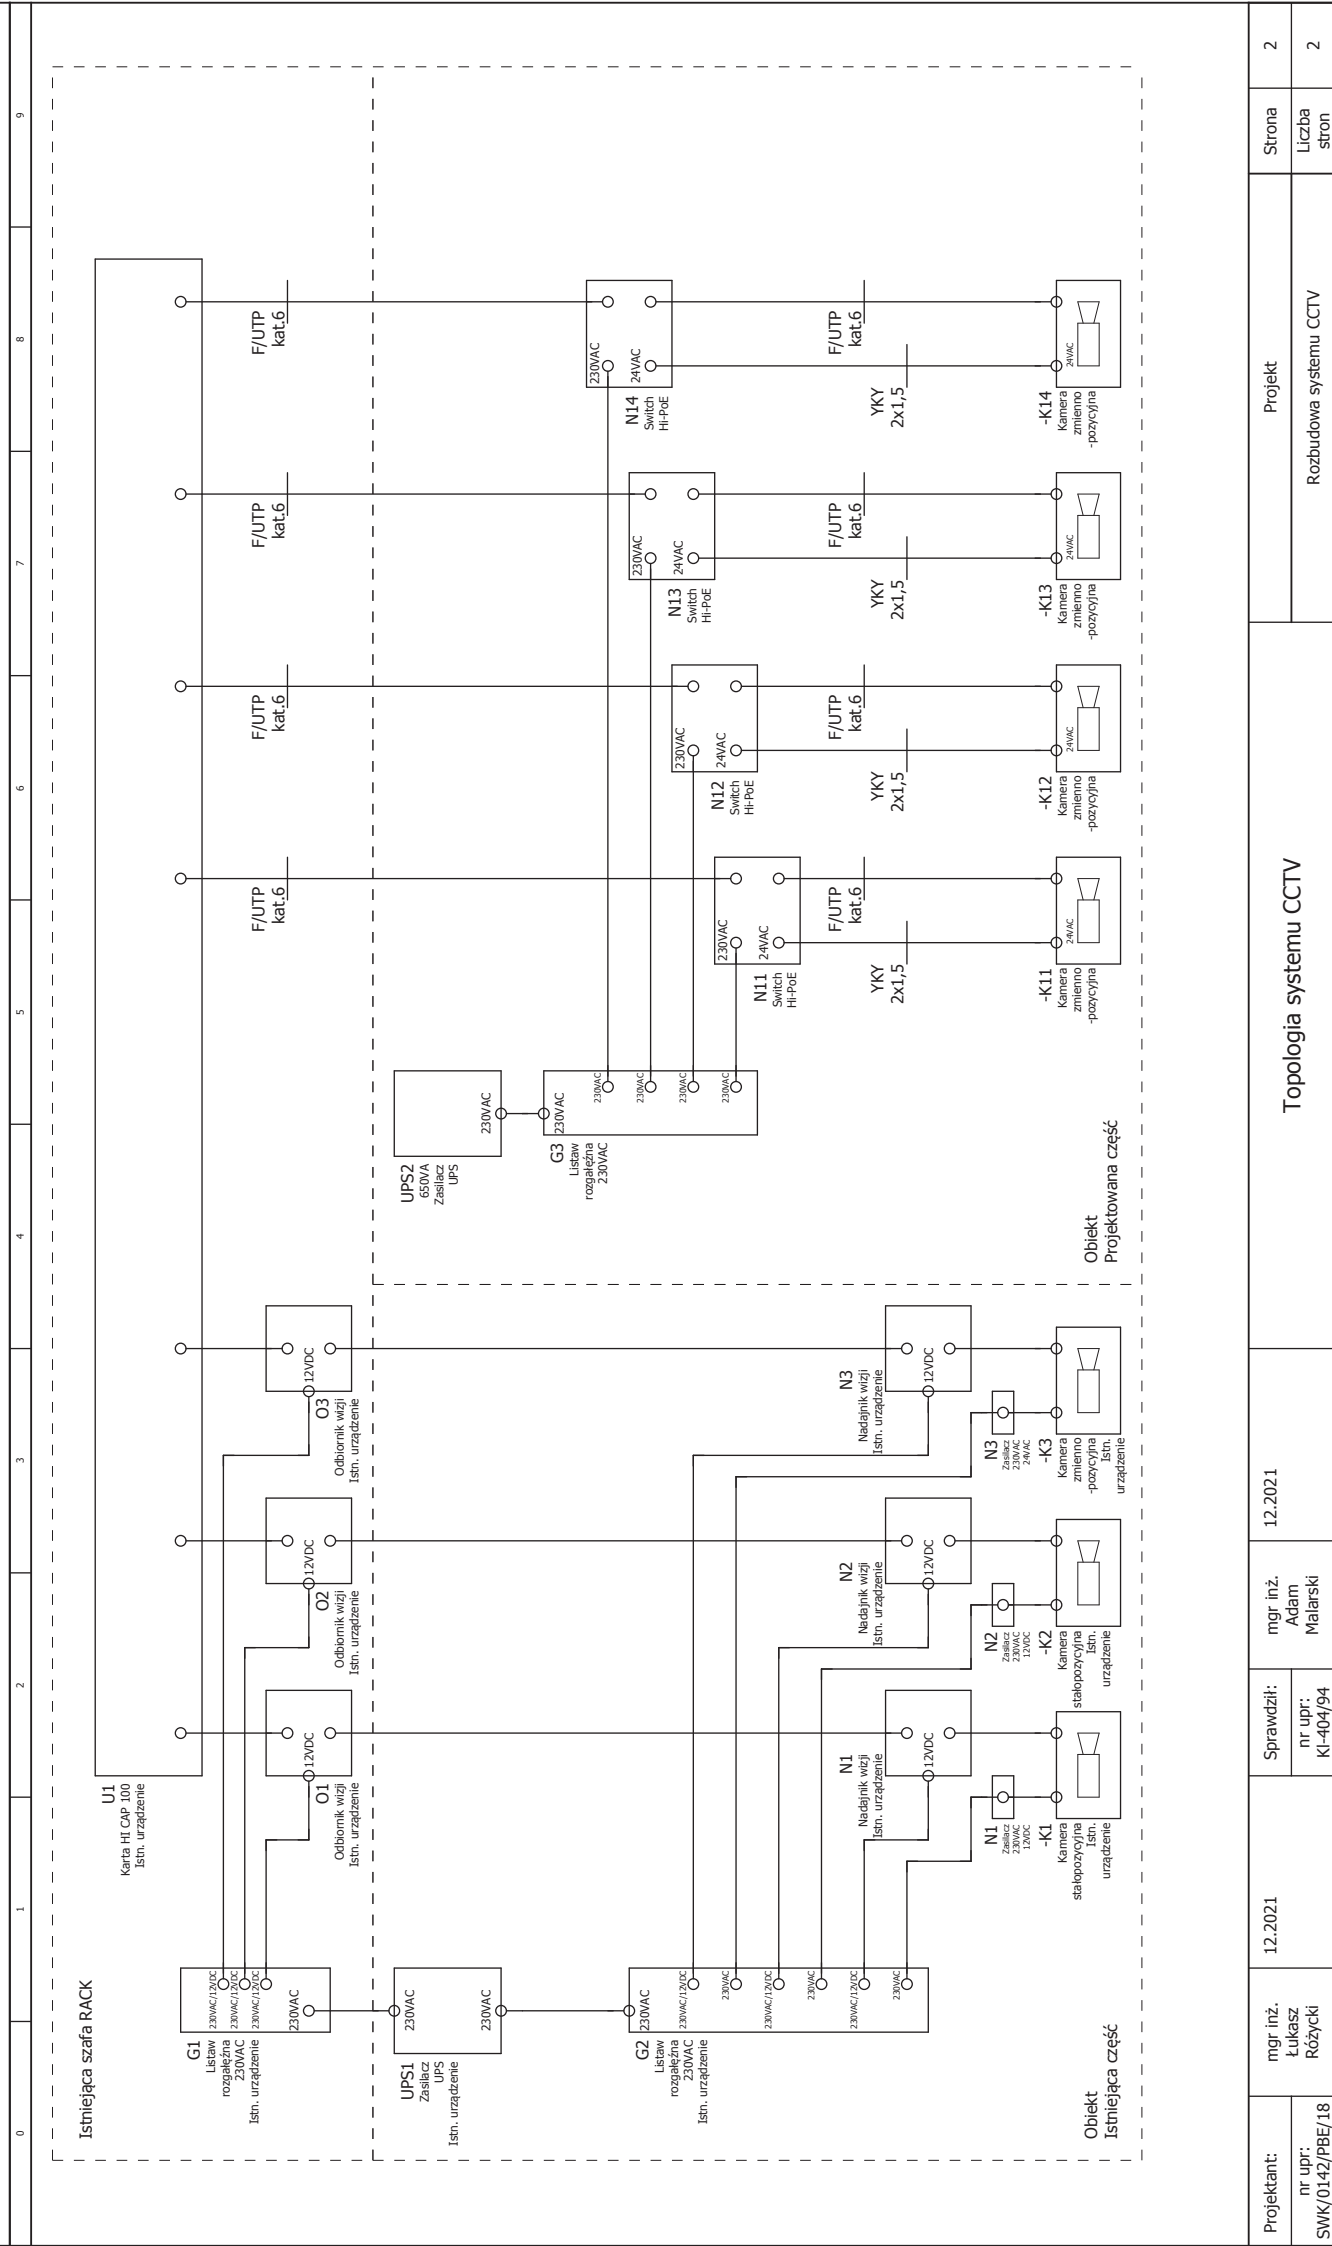 0
1
2
3
4
5
6
7
8
9
Istniejąca szafa RACK
U1
Karta HI CAP 100
Istn. urządzenie
G1
Listaw
rozgałęźna
230VAC
Istn. urządzenie
230VAC/12VDC
230VAC/12VDC
230VAC/12VDC
230VAC
O1
Odbiornik wizji
Istn. urządzenie
12VDC
O2
Odbiornik wizji
Istn. urządzenie
12VDC
O3
Odbiornik wizji
Istn. urządzenie
12VDC
F/UTP
kat.6
F/UTP
kat.6
F/UTP
kat.6
F/UTP
kat.6
UPS1
Zasilacz
UPS
Istn. urządzenie
230VAC
230VAC
G2
Listaw
rozgałęźna
230VAC
Istn. urządzenie
230VAC
230VAC/12VDC
230VAC
230VAC/12VDC
230VAC
230VAC/12VDC
230VAC
N1
Nadajnik wizji
Istn. urządzenie
12VDC
N2
Nadajnik wizji
Istn. urządzenie
12VDC
N3
Nadajnik wizji
Istn. urządzenie
12VDC
N1
Zasilacz
230VAC
12VDC
N2
Zasilacz
230VAC
12VDC
N3
Zasilacz
230VAC
24VAC
-K1
Kamera
stałopozycyjna
Istn.
urządzenie
-K2
Kamera
stałopozycyjna
Istn.
urządzenie
-K3
Kamera
zmienno
-pozycyjna
Istn.
urządzenie
Obiekt
Istniejąca część
UPS2
650VA
Zasilacz
UPS
230VAC
G3
Listaw
rozgałęźna
230VAC
230VAC
230VAC
230VAC
230VAC
230VAC
N11
Switch
Hi-PoE
230VAC
24VAC
N12
Switch
Hi-PoE
230VAC
24VAC
N13
Switch
Hi-PoE
230VAC
24VAC
N14
Switch
Hi-PoE
230VAC
24VAC
F/UTP
kat.6
F/UTP
kat.6
F/UTP
kat.6
F/UTP
kat.6
YKY
2x1,5
YKY
2x1,5
YKY
2x1,5
YKY
2x1,5
-K11
Kamera
zmienno
-pozycyjna
24VAC
-K12
Kamera
zmienno
-pozycyjna
24VAC
-K13
Kamera
zmienno
-pozycyjna
24VAC
-K14
Kamera
zmienno
-pozycyjna
24VAC
Obiekt
Projektowana część
Projektant:
nr upr:
SWK/0142/PBE/18
mgr inż.
Łukasz
Różycki
12.2021
Sprawdził:
nr upr:
Kl-404/94
mgr inż.
Adam
Malarski
12.2021
Topologia systemu CCTV
Projekt
Rozbudowa systemu CCTV
Strona
2
Liczba
stron
2